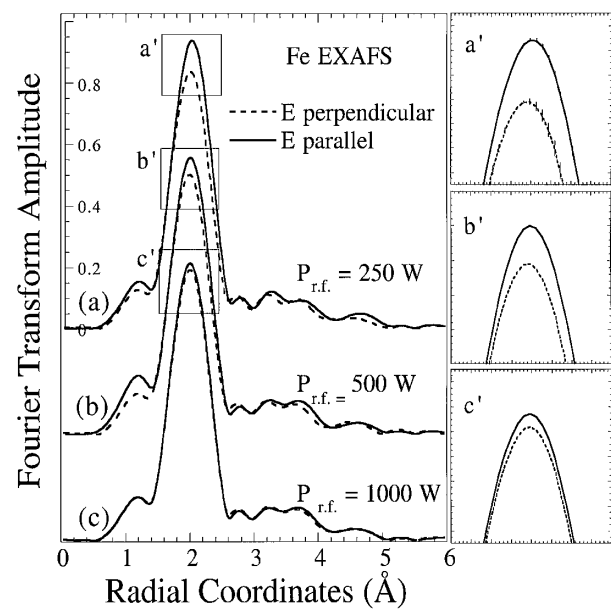 Fourier Transform Amplitude
0.8
0.6
0.4
0.2
0
a'
b'
c'
Fe EXAFS
E perpendicular
E parallel
(a)
P r.f. = 250 W
(b)
P r.f. = 500 W
(c)
P r.f. = 1000 W
0 1 2 3 4 5 6
Radial Coordinates (Å)
a'
b'
c'